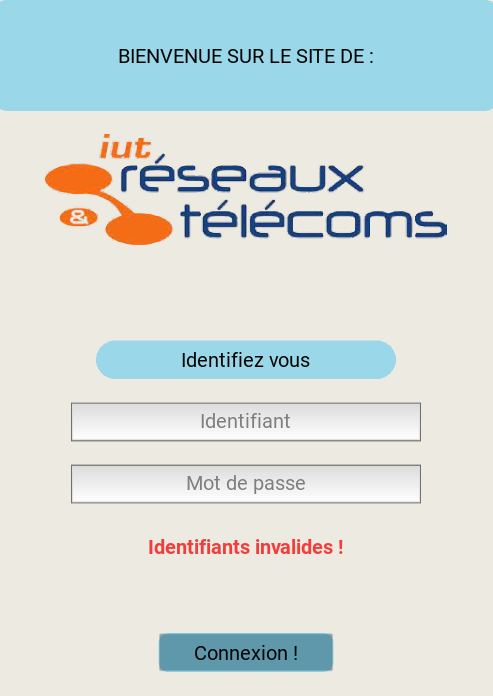 BIENVENUE SUR LE SITE DE :
iut
réseaux
& télécoms
Identifiez vous
Identifiant
Mot de passe
Identifiants invalides !
Connexion !